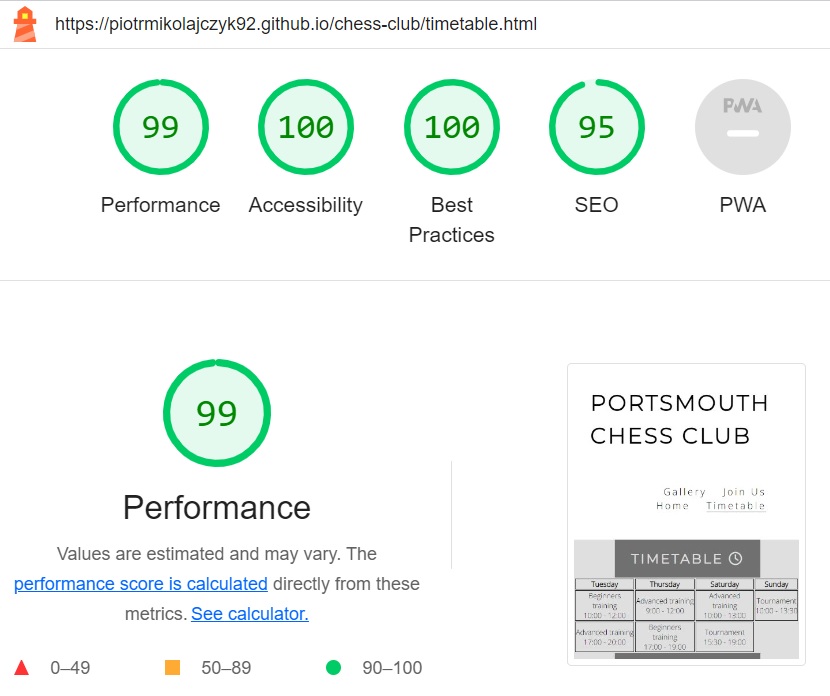 https://piotrmikolajczyk92.github.io/chess-club/timetable.html
99
100
100
95
PWA
Performance
Accessibility
Best
Practices
SEO
PWA
99
Performance
Values are estimated and may vary. The
performance score is calculated directly from these
metrics. See calculator.
0–49
50–89
90–100
PORTSMOUTH
CHESS CLUB
Gallery Join Us
Home Timetable
TIMETABLE
Tuesday Thursday Saturday Sunday
Beginners training 10:00 - 12:00
Advanced training 9:00 - 12:00
Advanced training 10:00 - 13:00
Tournament 10:00 - 13:30
Advanced training 17:00 - 20:00
Beginners training 17:00 - 19:00
Tournament 15:30 - 19:00